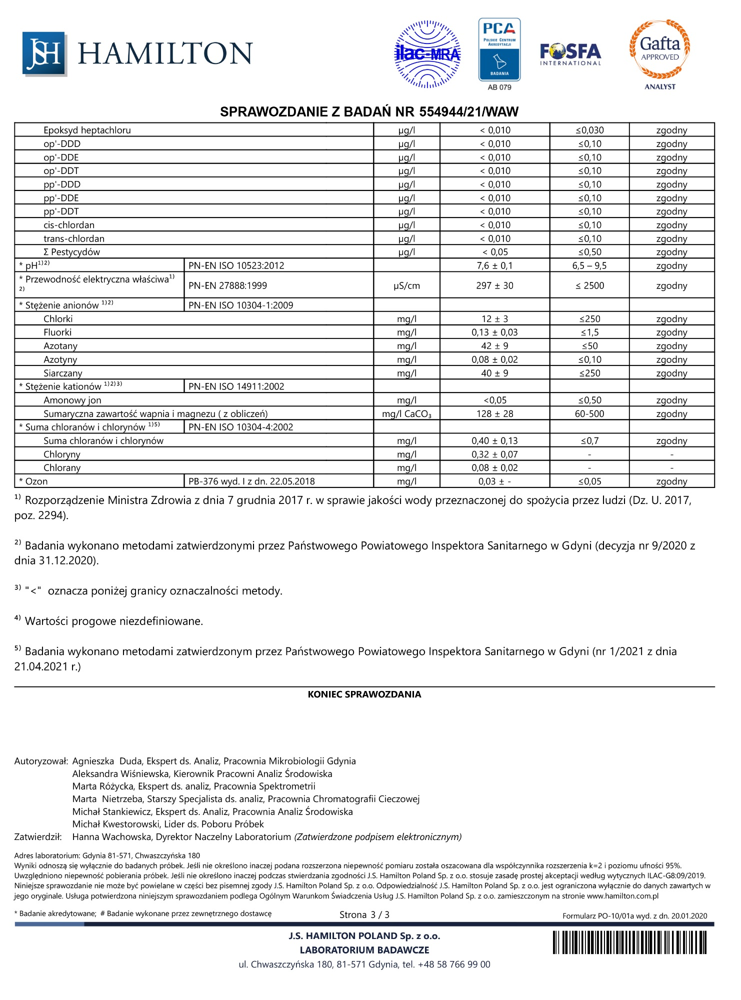 JSH HAMILTON
ilac-MRA
PCA
POLSKIE CENTRUM
AKREDYTACJI
BADANIA
AB 079
FOSFA
INTERNATIONAL
Gafta
APPROVED
ANALYST
SPRAWOZDANIE Z BADAŃ NR 554944/21/WAW
Epoksyd heptachloru µg/l < 0,010 ≤0,030 zgodny
op'-DDD µg/l < 0,010 ≤0,10 zgodny
op'-DDE µg/l < 0,010 ≤0,10 zgodny
op'-DDT µg/l < 0,010 ≤0,10 zgodny
pp'-DDD µg/l < 0,010 ≤0,10 zgodny
pp'-DDE µg/l < 0,010 ≤0,10 zgodny
pp'-DDT µg/l < 0,010 ≤0,10 zgodny
cis-chlordan µg/l < 0,010 ≤0,10 zgodny
trans-chlordan µg/l < 0,010 ≤0,10 zgodny
Σ Pestycydów µg/l < 0,05 ≤0,50 zgodny
* pH¹⁾²⁾ PN-EN ISO 10523:2012 7,6 ± 0,1 6,5 – 9,5 zgodny
* Przewodność elektryczna właściwa¹⁾
²⁾ PN-EN 27888:1999 µS/cm 297 ± 30 ≤ 2500 zgodny
* Stężenie anionów ¹⁾²⁾ PN-EN ISO 10304-1:2009
Chlorki mg/l 12 ± 3 ≤250 zgodny
Fluorki mg/l 0,13 ± 0,03 ≤1,5 zgodny
Azotany mg/l 42 ± 9 ≤50 zgodny
Azotyny mg/l 0,08 ± 0,02 ≤0,10 zgodny
Siarczany mg/l 40 ± 9 ≤250 zgodny
* Stężenie kationów ¹⁾²⁾³⁾ PN-EN ISO 14911:2002
Amonowy jon mg/l <0,05 ≤0,50 zgodny
Sumaryczna zawartość wapnia i magnezu ( z obliczeń) mg/l CaCO₃ 128 ± 28 60-500 zgodny
* Suma chloranów i chlorynów ¹⁾⁵⁾ PN-EN ISO 10304-4:2002
Suma chloranów i chlorynów mg/l 0,40 ± 0,13 ≤0,7 zgodny
Chloryny mg/l 0,32 ± 0,07 - -
Chlorany mg/l 0,08 ± 0,02 - -
* Ozon PB-376 wyd. I z dn. 22.05.2018 mg/l 0,03 ± - ≤0,05 zgodny
¹⁾ Rozporządzenie Ministra Zdrowia z dnia 7 grudnia 2017 r. w sprawie jakości wody przeznaczonej do spożycia przez ludzi (Dz. U. 2017,
poz. 2294).
²⁾ Badania wykonano metodami zatwierdzonymi przez Państwowego Powiatowego Inspektora Sanitarnego w Gdyni (decyzja nr 9/2020 z
dnia 31.12.2020).
³⁾ "<" oznacza poniżej granicy oznaczalności metody.
⁴⁾ Wartości progowe niezdefiniowane.
⁵⁾ Badania wykonano metodami zatwierdzonym przez Państwowego Powiatowego Inspektora Sanitarnego w Gdyni (nr 1/2021 z dnia
21.04.2021 r.)
KONIEC SPRAWOZDANIA
Autoryzował: Agnieszka Duda, Ekspert ds. Analiz, Pracownia Mikrobiologii Gdynia
Aleksandra Wiśniewska, Kierownik Pracowni Analiz Środowiska
Marta Różycka, Ekspert ds. analiz, Pracownia Spektrometrii
Marta Nietrzeba, Starszy Specjalista ds. analiz, Pracownia Chromatografii Cieczowej
Michał Stankiewicz, Ekspert ds. Analiz, Pracownia Analiz Środowiska
Michał Kwestorowski, Lider ds. Poboru Próbek
Zatwierdził: Hanna Wachowska, Dyrektor Naczelny Laboratorium (Zatwierdzone podpisem elektronicznym)
Adres laboratorium: Gdynia 81-571, Chwaszczyńska 180
Wyniki odnoszą się wyłącznie do badanych próbek. Jeśli nie określono inaczej podana rozszerzona niepewność pomiaru została oszacowana dla współczynnika rozszerzenia k=2 i poziomu ufności 95%.
Uwzględniono niepewność pobierania próbek. Jeśli nie określono inaczej podczas stwierdzania zgodności J.S. Hamilton Poland Sp. z o.o. stosuje zasadę prostej akceptacji według wytycznych ILAC-G8:09/2019.
Niniejsze sprawozdanie nie może być powielane w części bez pisemnej zgody J.S. Hamilton Poland Sp. z o.o. Odpowiedzialność J.S. Hamilton Poland Sp. z o.o. jest ograniczona wyłącznie do danych zawartych w
jego oryginale. Usługa potwierdzona niniejszym sprawozdaniem podlega Ogólnym Warunkom Świadczenia Usług J.S. Hamilton Poland Sp. z o.o. zamieszczonym na stronie www.hamilton.com.pl
* Badanie akredytowane; # Badanie wykonane przez zewnętrznego dostawcę Strona 3 / 3 Formularz PO-10/01a wyd. z dn. 20.01.2020
J.S. HAMILTON POLAND Sp. z o.o.
LABORATORIUM BADAWCZE
ul. Chwaszczyńska 180, 81-571 Gdynia, tel. +48 58 766 99 00